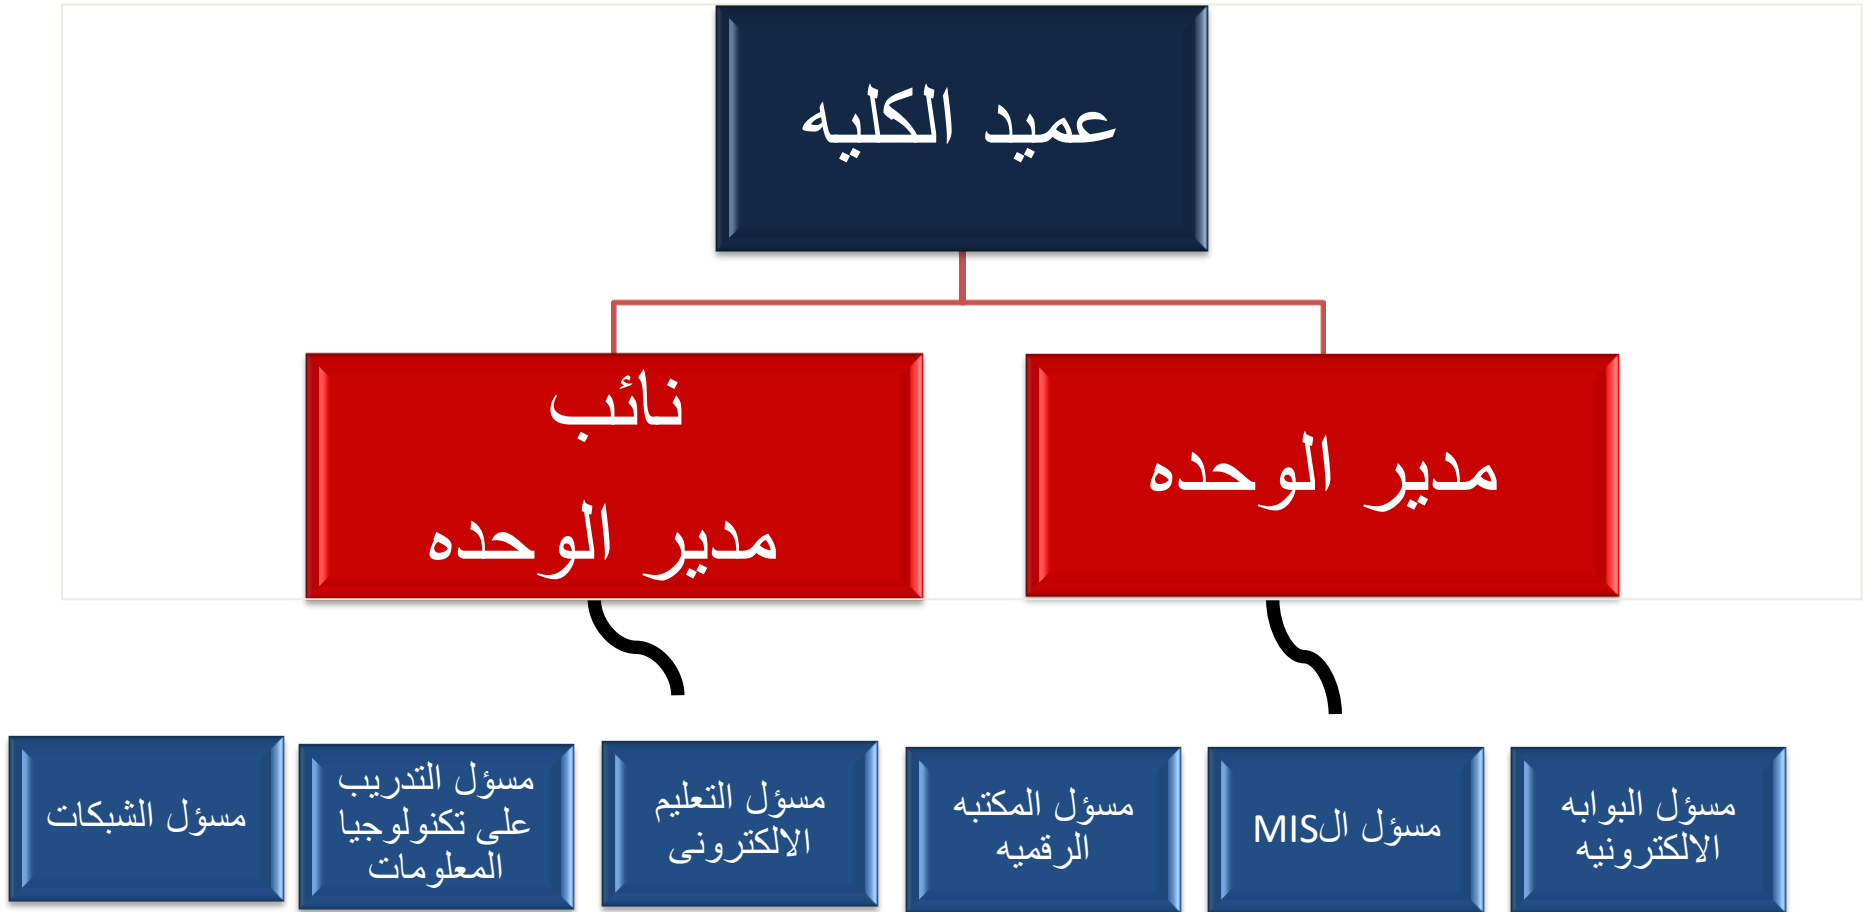 عميد الكليه
مدير الوحده
نائب
مدير الوحده
مسؤل البوابه
الالكترونيه
مسؤل الMIS
مسؤل المكتبه
الرقميه
مسؤل التعليم
الالكترونى
مسؤل التدريب
على تكنولوجيا
المعلومات
مسؤل الشبكات